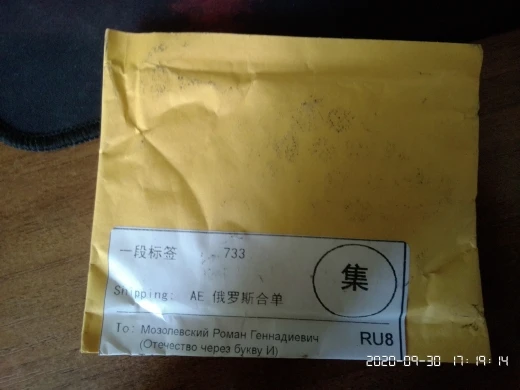 一段标签 733
集
Shipping: AE 俄罗斯合单
To: Мозолевский Роман Геннадиевич
(Отечество через букву И)
RU8
2020-09-30 17:19:14